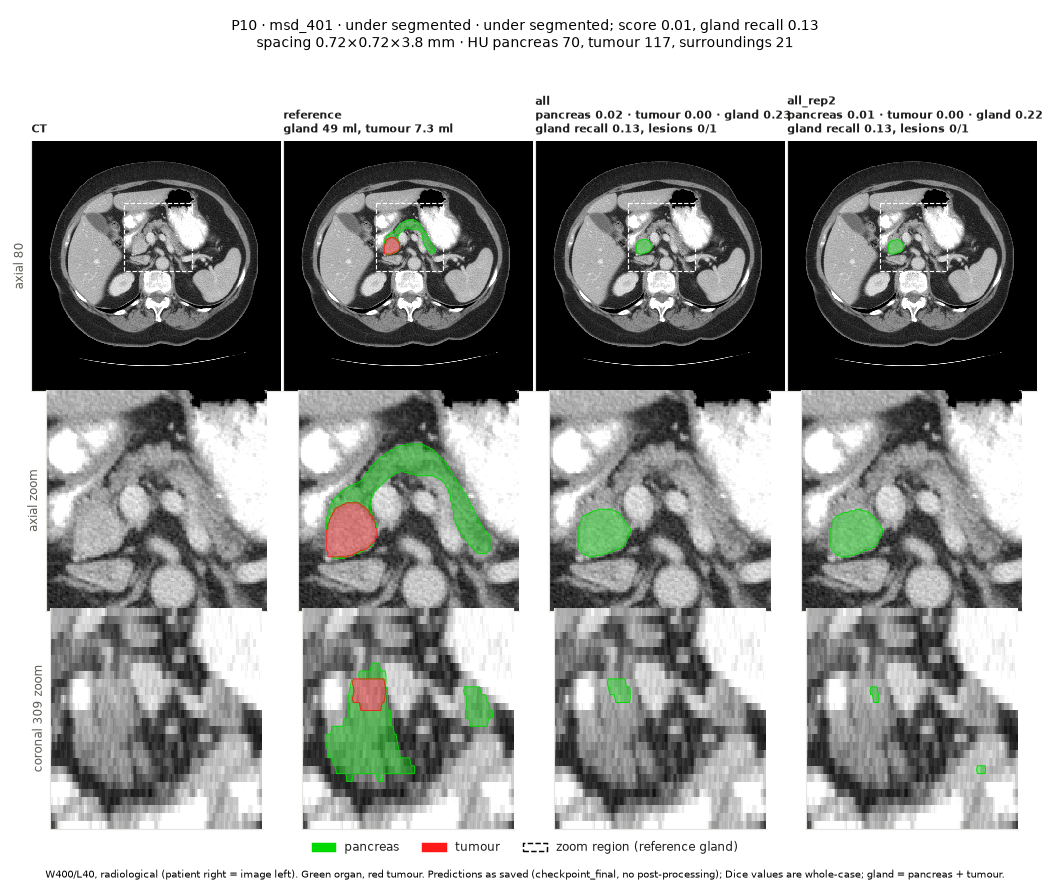 P10 · msd_401 · under segmented · under segmented; score 0.01, gland recall 0.13
spacing 0.72×0.72×3.8 mm · HU pancreas 70, tumour 117, surroundings 21
CT
reference
gland 49 ml, tumour 7.3 ml
all
pancreas 0.02 · tumour 0.00 · gland 0.23
gland recall 0.13, lesions 0/1
all_rep2
pancreas 0.01 · tumour 0.00 · gland 0.22
gland recall 0.13, lesions 0/1
axial 80
axial zoom
coronal 309 zoom
pancreas
tumour
zoom region (reference gland)
W400/L40, radiological (patient right = image left). Green organ, red tumour. Predictions as saved (checkpoint_final, no post-processing); Dice values are whole-case; gland = pancreas + tumour.